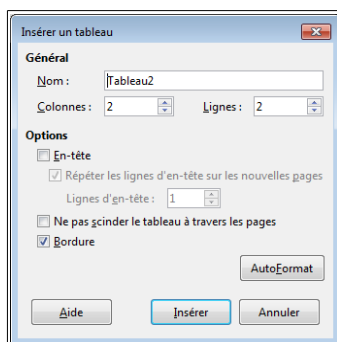 Insérer un tableau
Général
Nom : Tableau2
Colonnes : 2 Lignes : 2
Options
En-tête
Répéter les lignes d'en-tête sur les nouvelles pages
Lignes d'en-tête : 1
Ne pas scinder le tableau à travers les pages
Bordure
AutoFormat
Aide Insérer Annuler